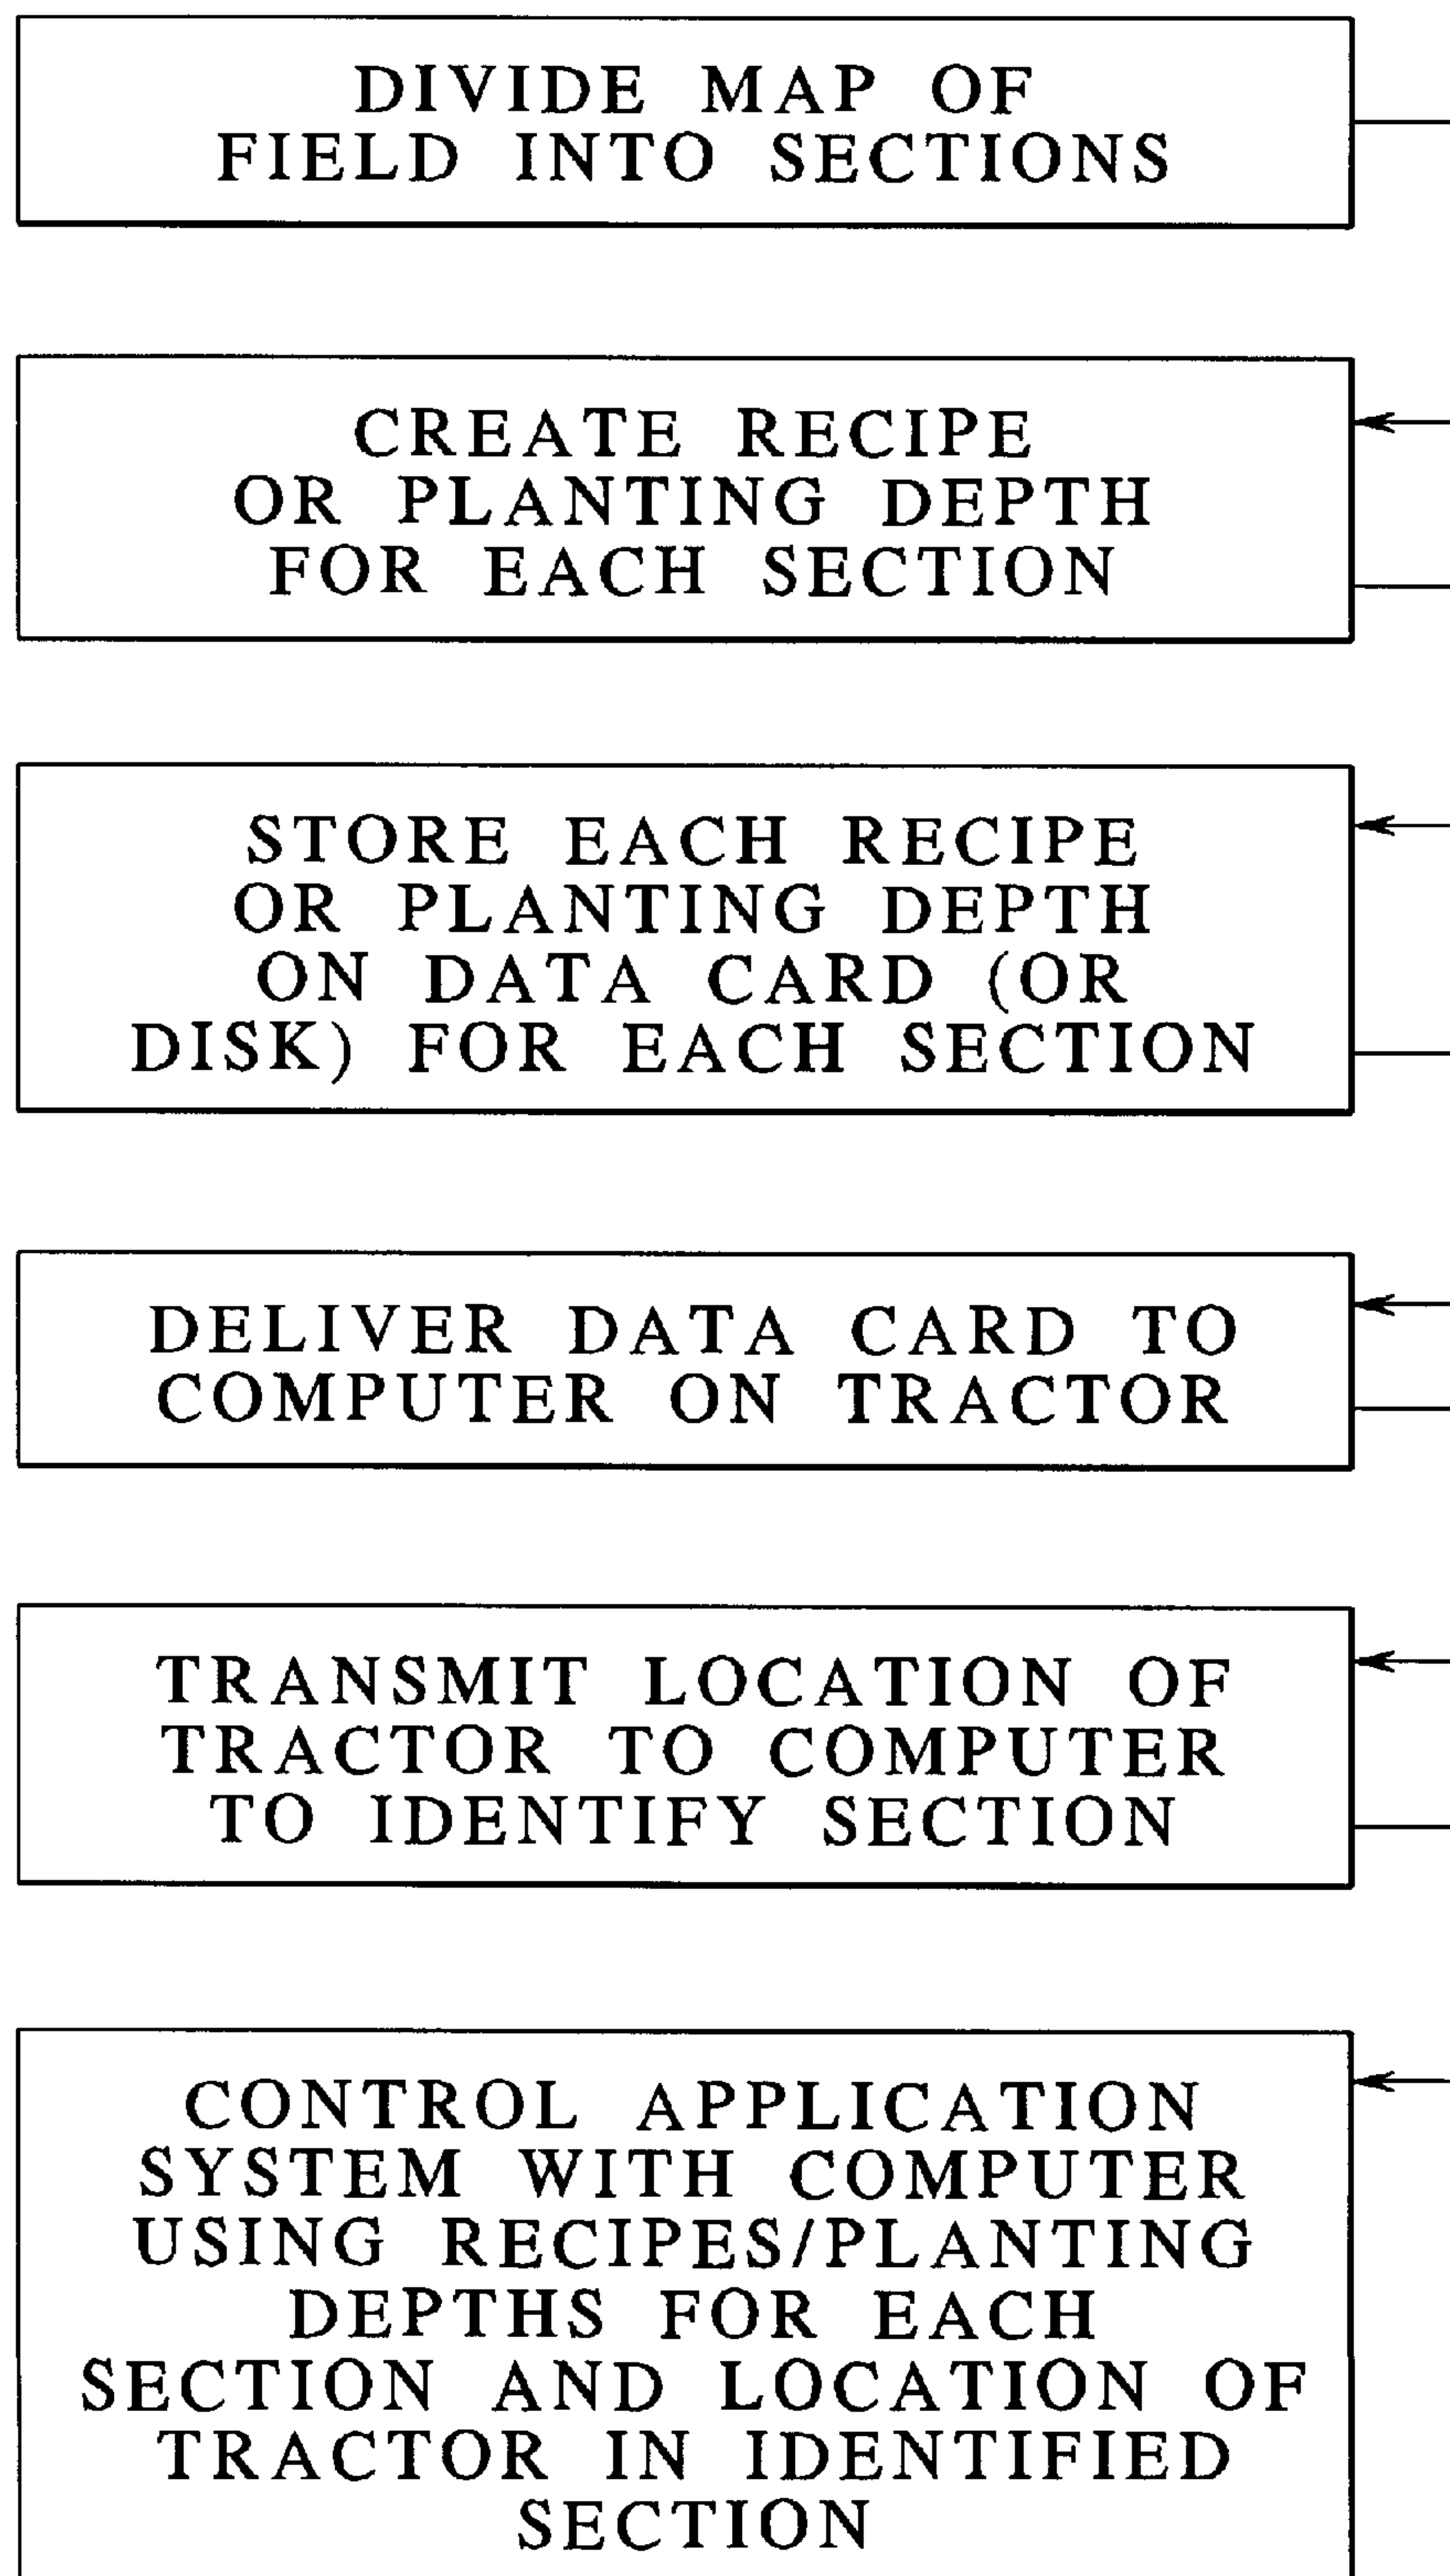 DIVIDE MAP OF
FIELD INTO SECTIONS
CREATE RECIPE
OR PLANTING DEPTH
FOR EACH SECTION
STORE EACH RECIPE
OR PLANTING DEPTH
ON DATA CARD (OR
DISK) FOR EACH SECTION
DELIVER DATA CARD TO
COMPUTER ON TRACTOR
TRANSMIT LOCATION OF
TRACTOR TO COMPUTER
TO IDENTIFY SECTION
CONTROL APPLICATION
SYSTEM WITH COMPUTER
USING RECIPES/PLANTING
DEPTHS FOR EACH
SECTION AND LOCATION OF
TRACTOR IN IDENTIFIED
SECTION